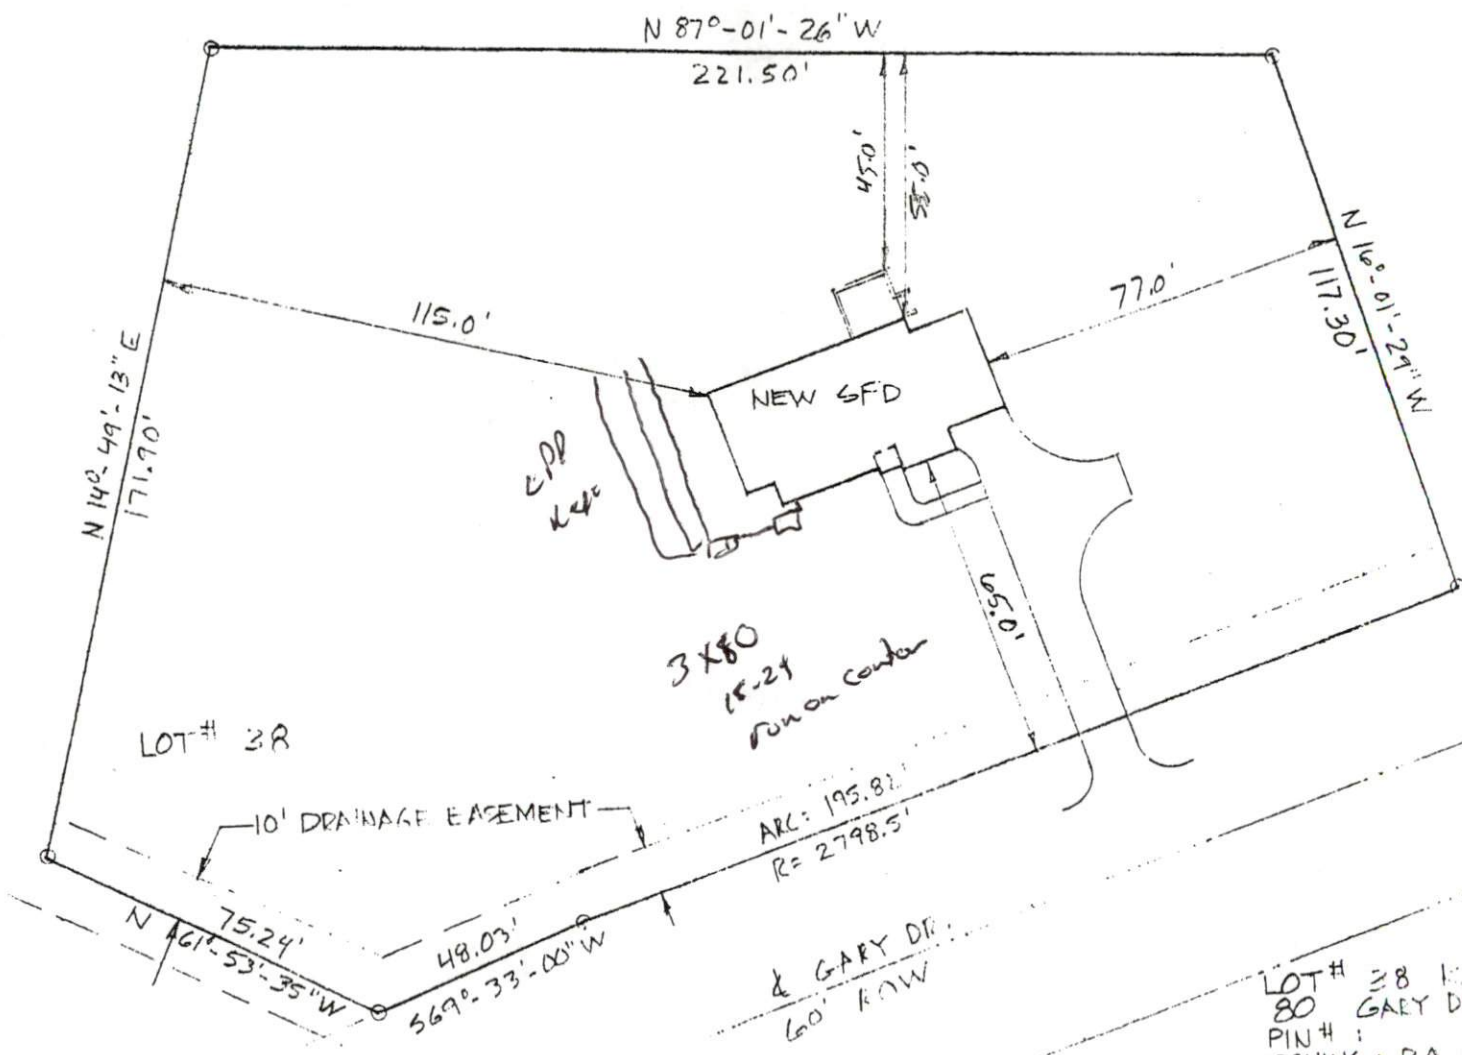 N 87°-01'-26" W
221.50'
45.0'
55.0'
N 16°-01'-29" W
117.30'
77.0'
115.0'
NEW SFD
N 14°-49'-13" E
171.90'
65.0'
3 X 80
18-24
run on contour
LOT# 38
10' DRAINAGE EASEMENT
ARC: 195.82'
R= 2798.5'
75.24'
N 61°-53'-35" W
48.03'
S69°-33'-00" W
GARY DR.
60' ROW
LOT# 38
80 GARY D
PIN# :